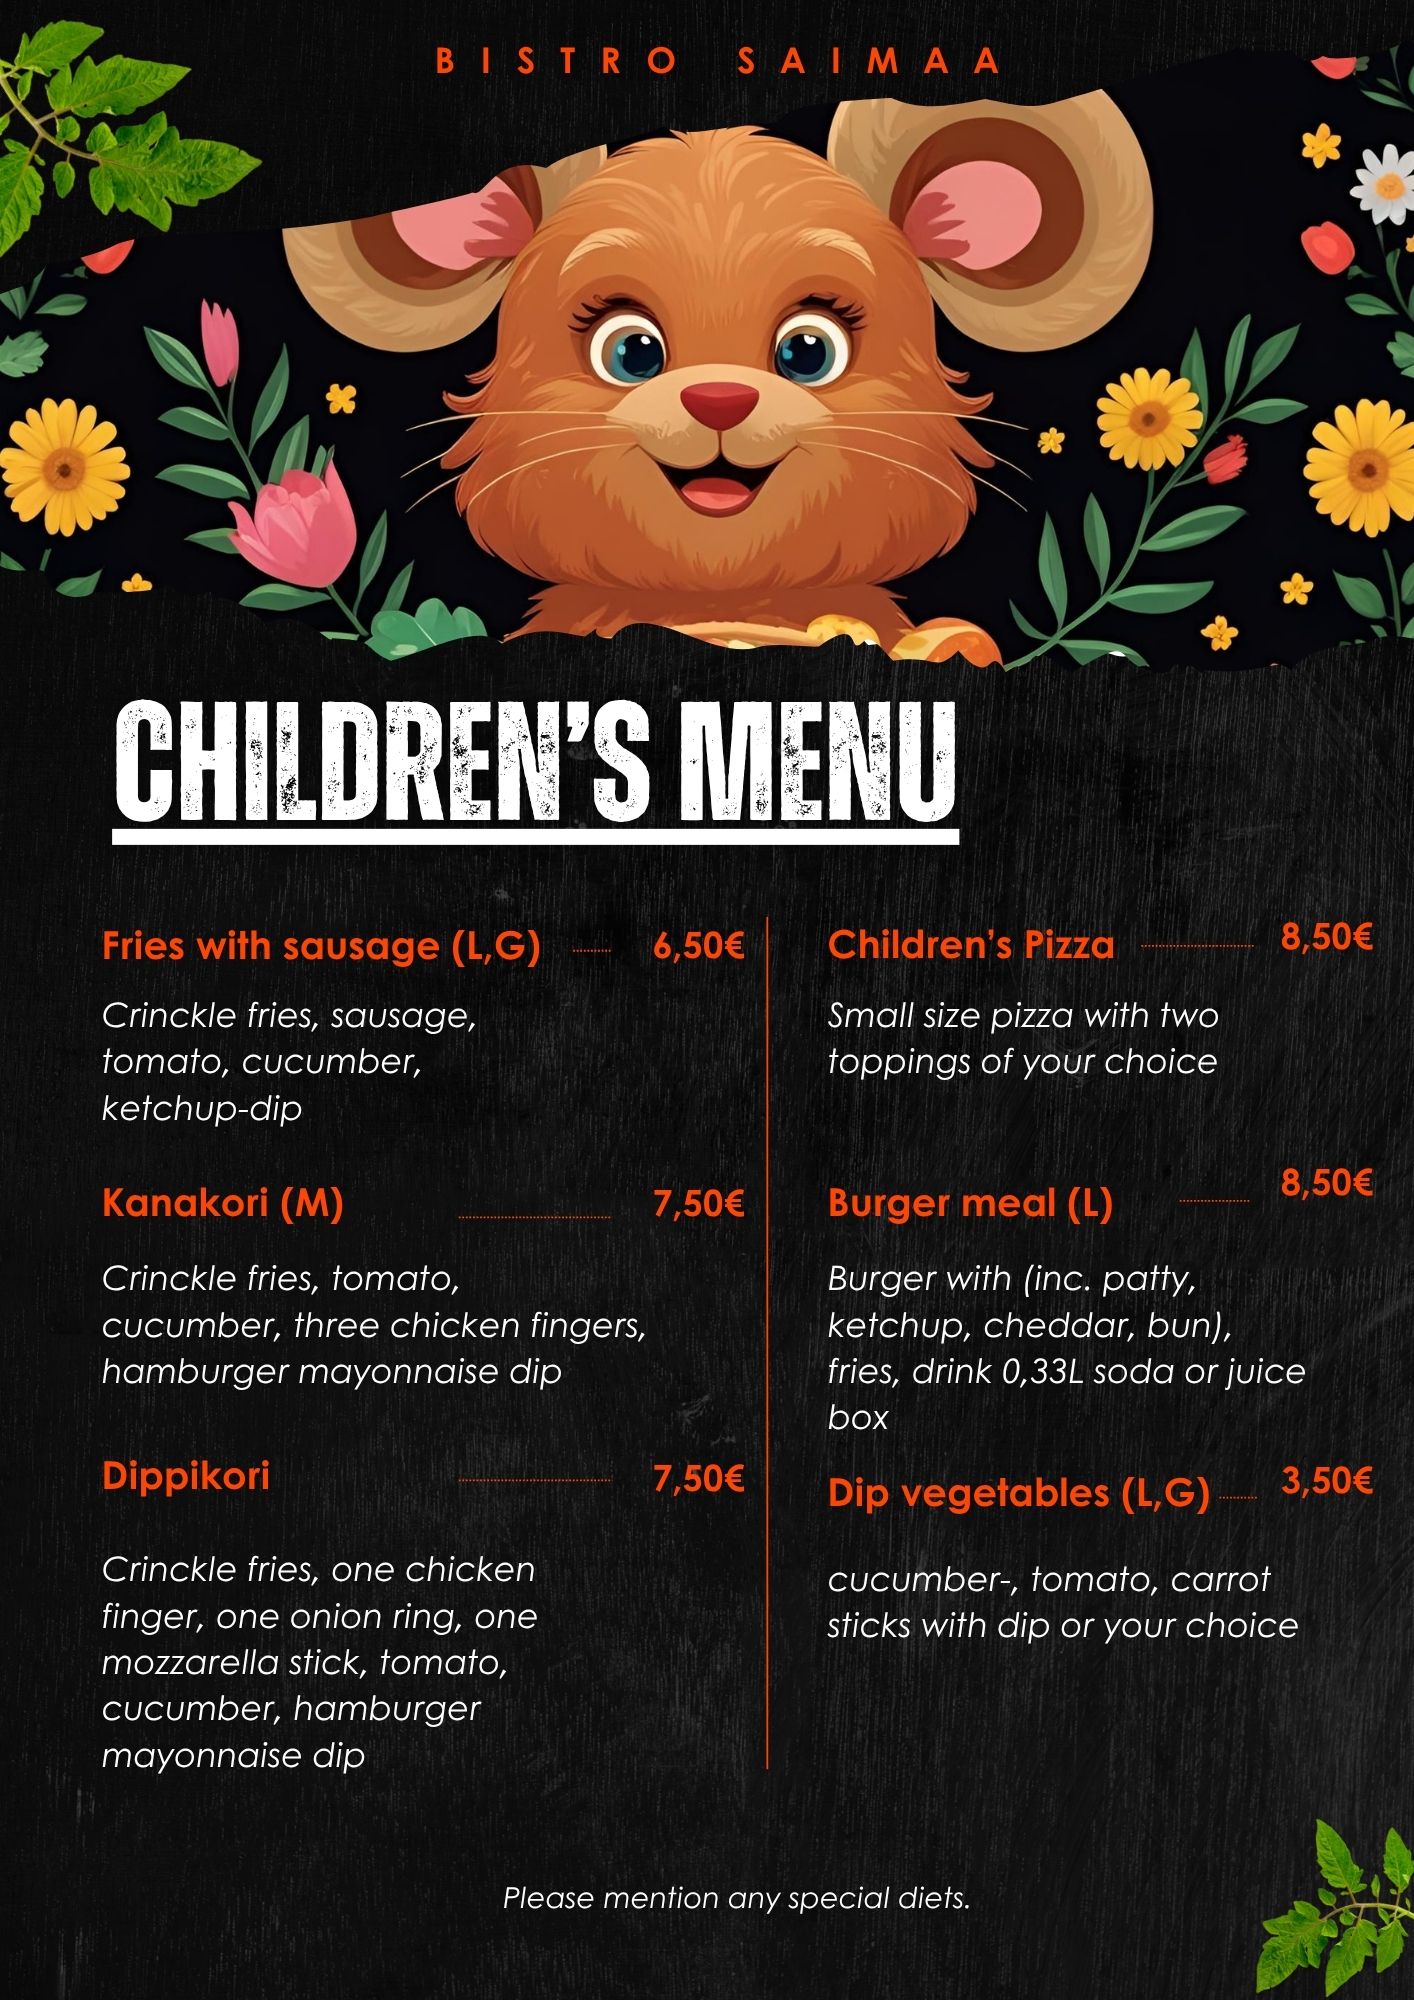 BISTRO SAIMAA
CHILDREN'S MENU
Fries with sausage (L,G) 6,50€
Crinckle fries, sausage,
tomato, cucumber,
ketchup-dip
Kanakori (M) 7,50€
Crinckle fries, tomato,
cucumber, three chicken fingers,
hamburger mayonnaise dip
Dippikori 7,50€
Crinckle fries, one chicken
finger, one onion ring, one
mozzarella stick, tomato,
cucumber, hamburger
mayonnaise dip
Children's Pizza 8,50€
Small size pizza with two
toppings of your choice
Burger meal (L) 8,50€
Burger with (inc. patty,
ketchup, cheddar, bun),
fries, drink 0,33L soda or juice
box
Dip vegetables (L,G) 3,50€
cucumber-, tomato, carrot
sticks with dip or your choice
Please mention any special diets.